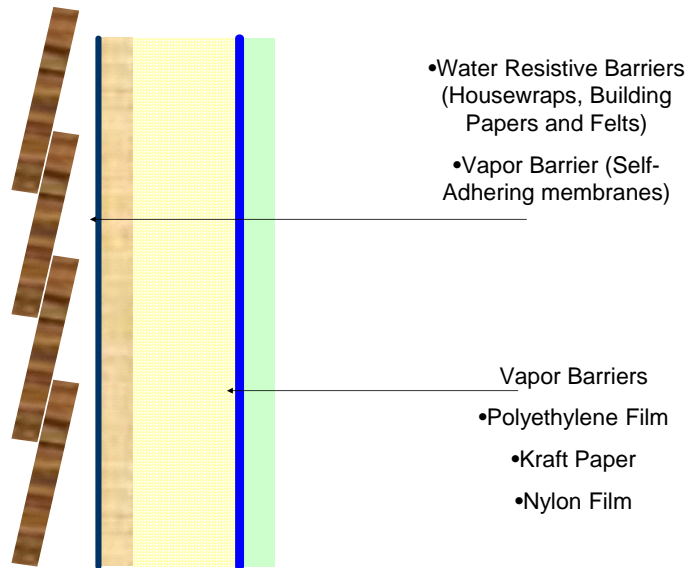 •Water Resistive Barriers
(Housewraps, Building
Papers and Felts)
•Vapor Barrier (Self-
Adhering membranes)
Vapor Barriers
•Polyethylene Film
•Kraft Paper
•Nylon Film